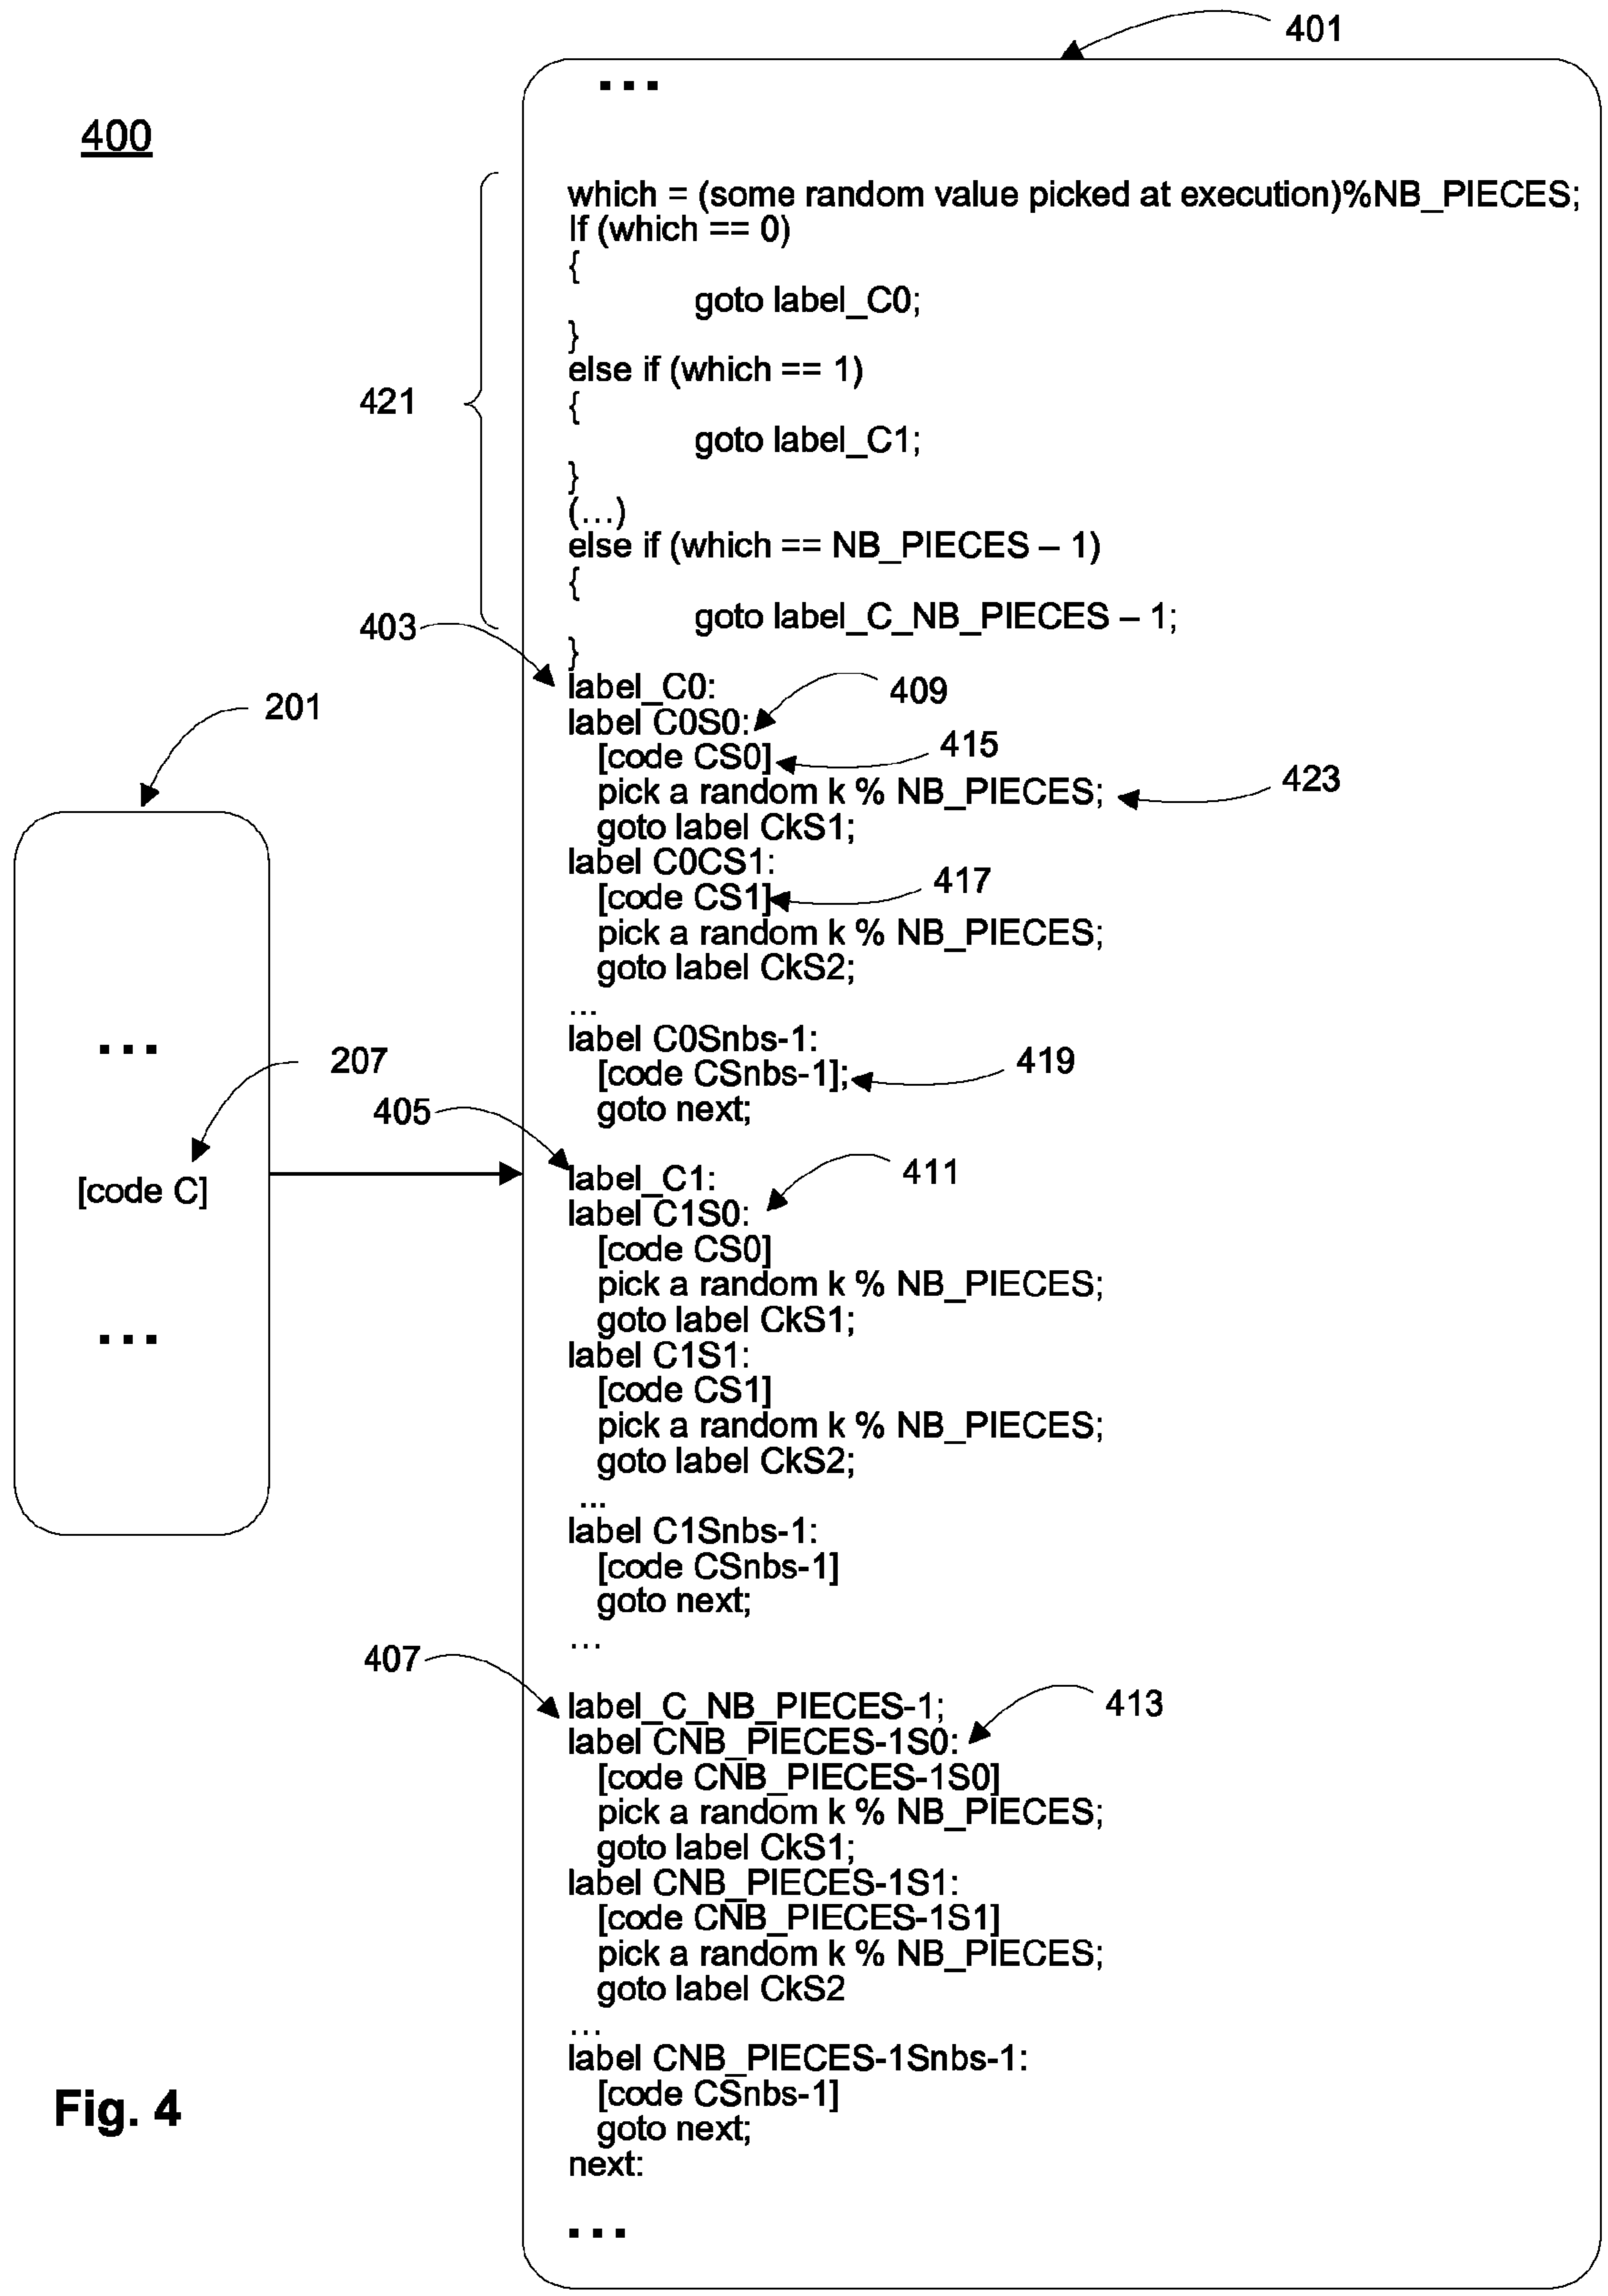 401
...
400
which = (some random value picked at execution)%NB_PIECES;
If (which == 0)
{
goto label_C0;
}
else if (which == 1)
421
{
goto label_C1;
}
(...)
else if (which == NB_PIECES – 1)
{
goto label_C_NB_PIECES – 1;
403
}
label_C0:
409
201
label C0S0:
[code CS0]
415
pick a random k % NB_PIECES;
423
goto label CkS1;
label C0CS1:
[code CS1]
417
pick a random k % NB_PIECES;
goto label CkS2;
...
label C0Snbs-1:
...
207
[code CSnbs-1];
419
405
goto next;
label_C1:
411
[code C]
label C1S0:
[code CS0]
pick a random k % NB_PIECES;
goto label CkS1;
...
label C1S1:
[code CS1]
pick a random k % NB_PIECES;
goto label CkS2;
...
label C1Snbs-1:
[code CSnbs-1]
goto next;
...
407
label_C_NB_PIECES-1;
413
label CNB_PIECES-1S0:
[code CNB_PIECES-1S0]
pick a random k % NB_PIECES;
goto label CkS1;
label CNB_PIECES-1S1:
[code CNB_PIECES-1S1]
pick a random k % NB_PIECES;
goto label CkS2
...
label CNB_PIECES-1Snbs-1:
[code CSnbs-1]
Fig. 4
goto next;
next:
...